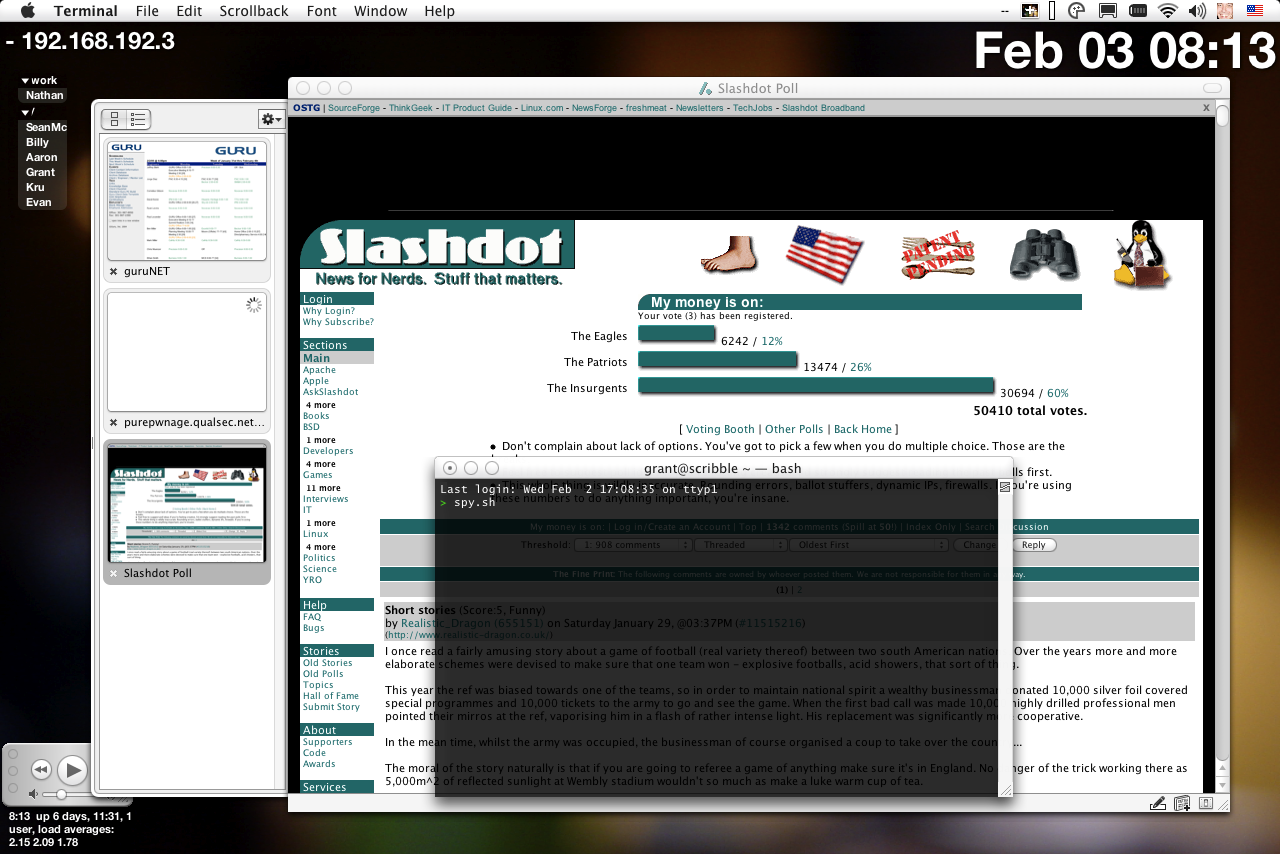 Terminal File Edit Scrollback Font Window Help
--
- 192.168.192.3
Feb 03 08:13
work
Nathan
/
SeanMc
Billy
Aaron
Grant
Kru
Evan
GURU
GURU
guruNET
purepwnage.qualsec.net...
Slashdot Poll
8:13 up 6 days, 11:31, 1
user, load averages:
2.15 2.09 1.78
Slashdot Poll
OSTG | SourceForge - ThinkGeek - IT Product Guide - Linux.com - NewsForge - freshmeat - Newsletters - TechJobs - Slashdot Broadband
X
Slashdot
News for Nerds. Stuff that matters.
PATENT PENDING
Login
Why Login?
Why Subscribe?
Sections
Main
Apache
Apple
AskSlashdot
4 more
Books
BSD
1 more
Developers
4 more
Games
11 more
Interviews
IT
1 more
Linux
4 more
Politics
Science
YRO
Help
FAQ
Bugs
Stories
Old Stories
Old Polls
Topics
Hall of Fame
Submit Story
About
Supporters
Code
Awards
Services
My money is on:
Your vote (3) has been registered.
The Eagles 6242 / 12%
The Patriots 13474 / 26%
The Insurgents 30694 / 60%
50410 total votes.
[ Voting Booth | Other Polls | Back Home ]
Don't complain about lack of options. You've got to pick a few when you do multiple choice. Those are the
lls first.
rounding errors, ballot stuffers, dynamic IPs, firewalls. you're using
these numbers to do anything important, you're insane.
grant@scribble ~ — bash
Last login: Wed Feb 2 17:08:35 on ttyp1
> spy.sh
My money is on: | Log in/Create an Account | Top | 1342 comments (Spill at 50!) | Index Only | Search cussion
Threshold: 1: 908 comments Threaded Oldest First Change Reply
The Fine Print: The following comments are owned by whoever posted them. We are not responsible for them in way.
(1) | 2
Short stories (Score:5, Funny)
by Realistic_Dragon (655151) on Saturday January 29, @03:37PM (#11515216)
(http://www.realistic-dragon.co.uk/)
I once read a fairly amusing story about a game of football (real variety thereof) between two south American nation Over the years more and more
elaborate schemes were devised to make sure that one team won - explosive footballs, acid showers, that sort of thing.
This year the ref was biased towards one of the teams, so in order to maintain national spirit a wealthy businessman donated 10,000 silver foil covered
special programmes and 10,000 tickets to the army to go and see the game. When the first bad call was made 10,000 highly drilled professional men
pointed their mirros at the ref, vaporising him in a flash of rather intense light. His replacement was significantly more cooperative.
In the mean time, whilst the army was occupied, the businessman of course organised a coup to take over the coun ...
The moral of the story naturally is that if you are going to referee a game of anything make sure it's in England. No danger of the trick working there as
5,000m^2 of reflected sunlight at Wembly stadium wouldn't so much as make a luke warm cup of tea.